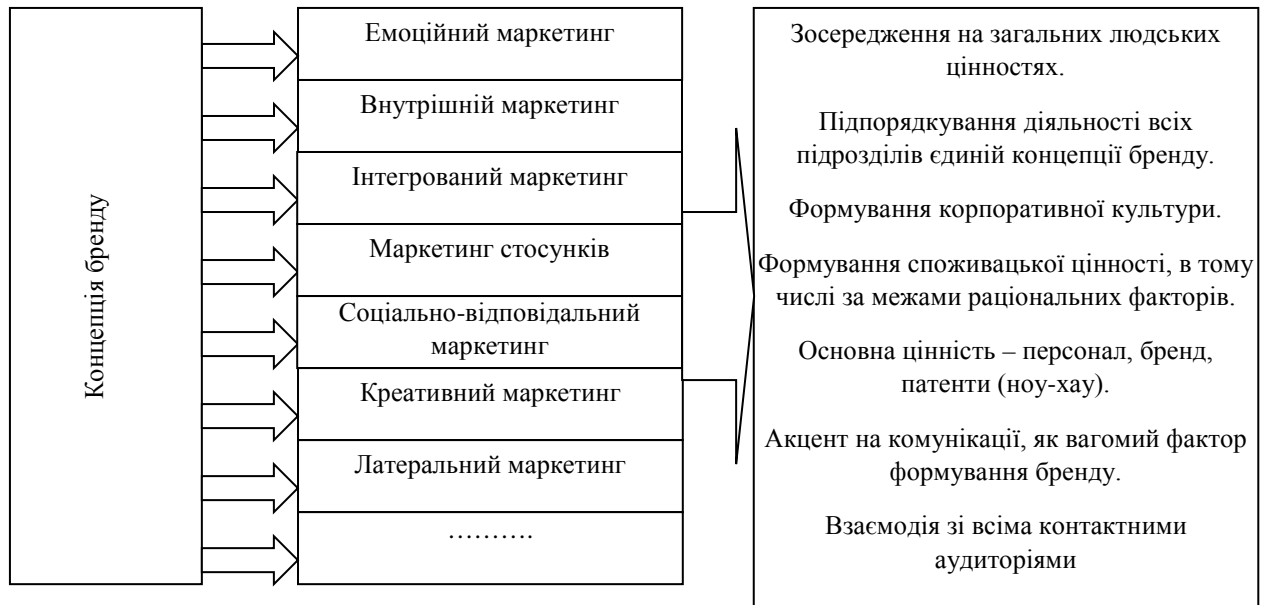 Концепція бренду
Емоційний маркетинг
Внутрішній маркетинг
Інтегрований маркетинг
Маркетинг стосунків
Соціально-відповідальний
маркетинг
Креативний маркетинг
Латеральний маркетинг
……….
Зосередження на загальних людських
цінностях.
Підпорядкування діяльності всіх
підрозділів єдиній концепції бренду.
Формування корпоративної культури.
Формування споживацької цінності, в тому
числі за межами раціональних факторів.
Основна цінність – персонал, бренд,
патенти (ноу-хау).
Акцент на комунікації, як вагомий фактор
формування бренду.
Взаємодія зі всіма контактними
аудиторіями